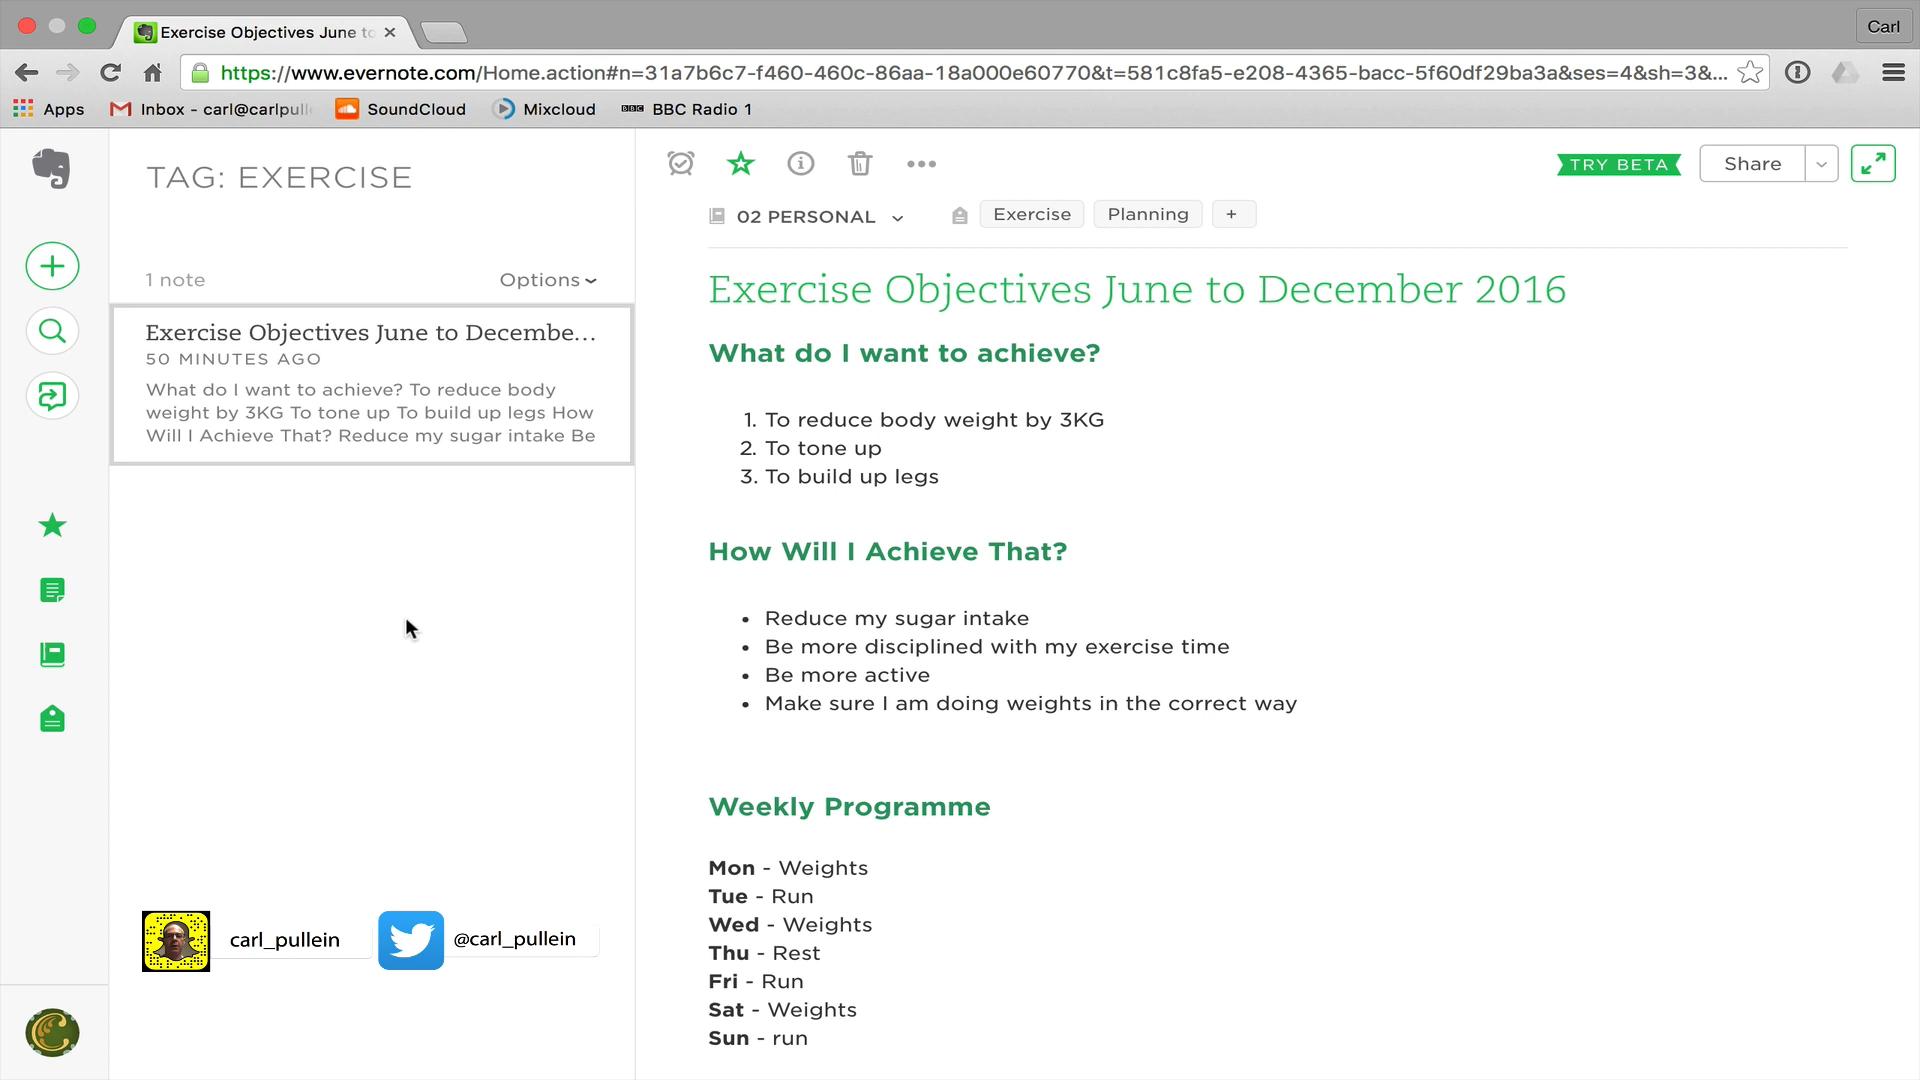 Exercise Objectives June to
Carl
https://www.evernote.com/Home.action#n=31a7b6c7-f460-460c-86aa-18a000e60770&t=581c8fa5-e208-4365-bacc-5f60df29ba3a&ses=4&sh=3&...
Apps
Inbox - carl@carlpull
SoundCloud
Mixcloud
BBC
BBC Radio 1
TAG: EXERCISE
TRY BETA
Share
02 PERSONAL
Exercise
Planning
+
1 note
Options
Exercise Objectives June to Decembe...
50 MINUTES AGO
What do I want to achieve? To reduce body
weight by 3KG To tone up To build up legs How
Will I Achieve That? Reduce my sugar intake Be
Exercise Objectives June to December 2016
What do I want to achieve?
1. To reduce body weight by 3KG
2. To tone up
3. To build up legs
How Will I Achieve That?
• Reduce my sugar intake
• Be more disciplined with my exercise time
• Be more active
• Make sure I am doing weights in the correct way
Weekly Programme
Mon - Weights
Tue - Run
Wed - Weights
Thu - Rest
Fri - Run
Sat - Weights
Sun - run
carl_pullein
@carl_pullein